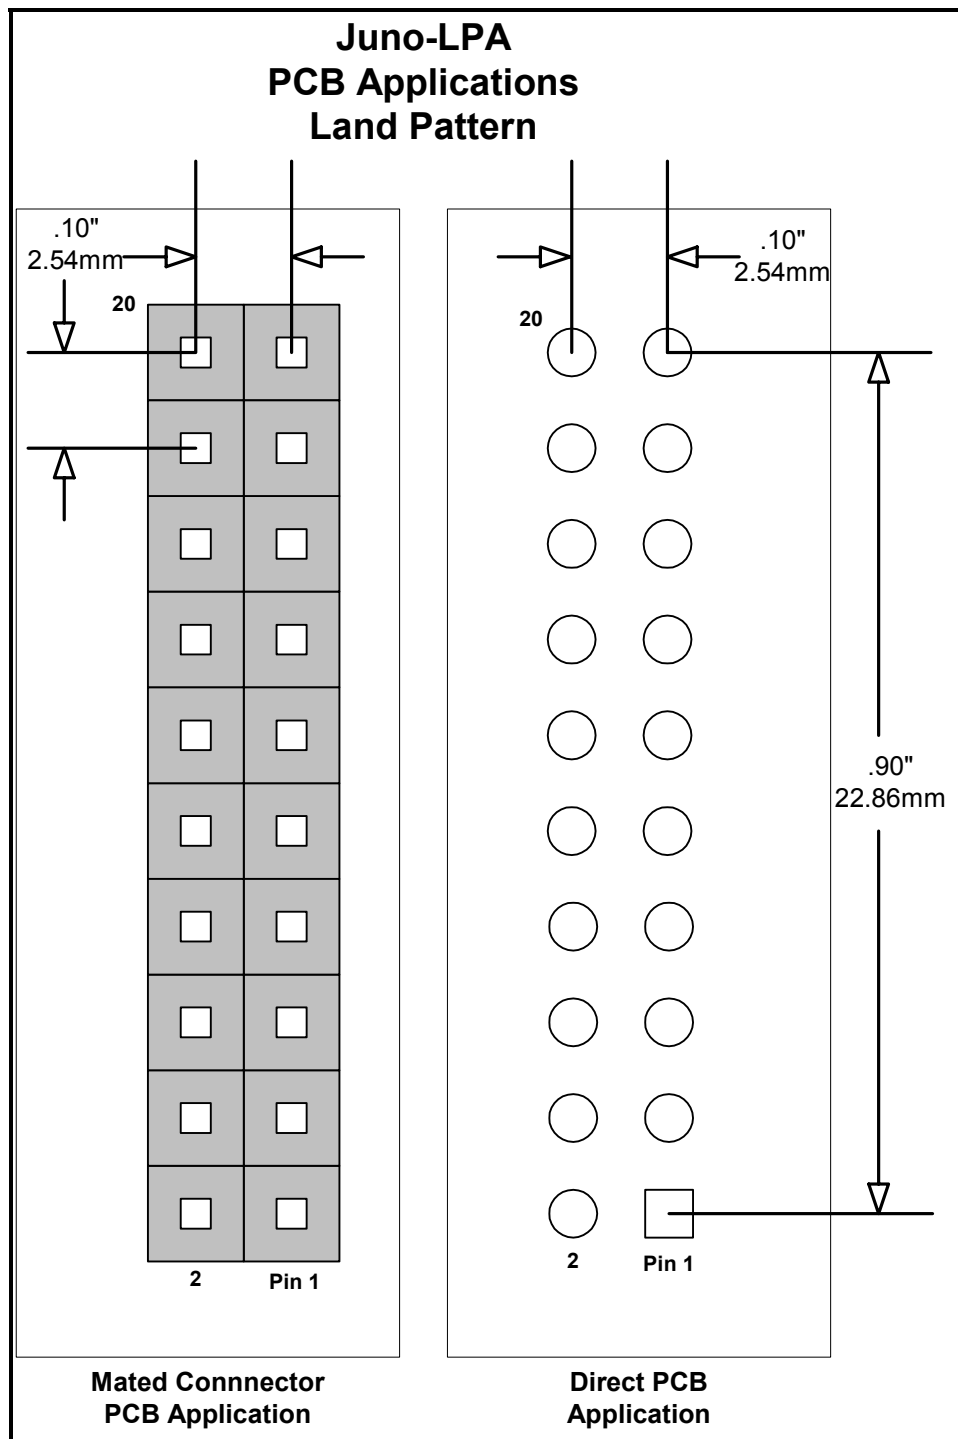 Juno-LPA
PCB Applications
Land Pattern
.10"
2.54mm
.10"
2.54mm
20
20
.90"
22.86mm
2
Pin 1
2
Pin 1
Mated Connnector
PCB Application
Direct PCB
Application